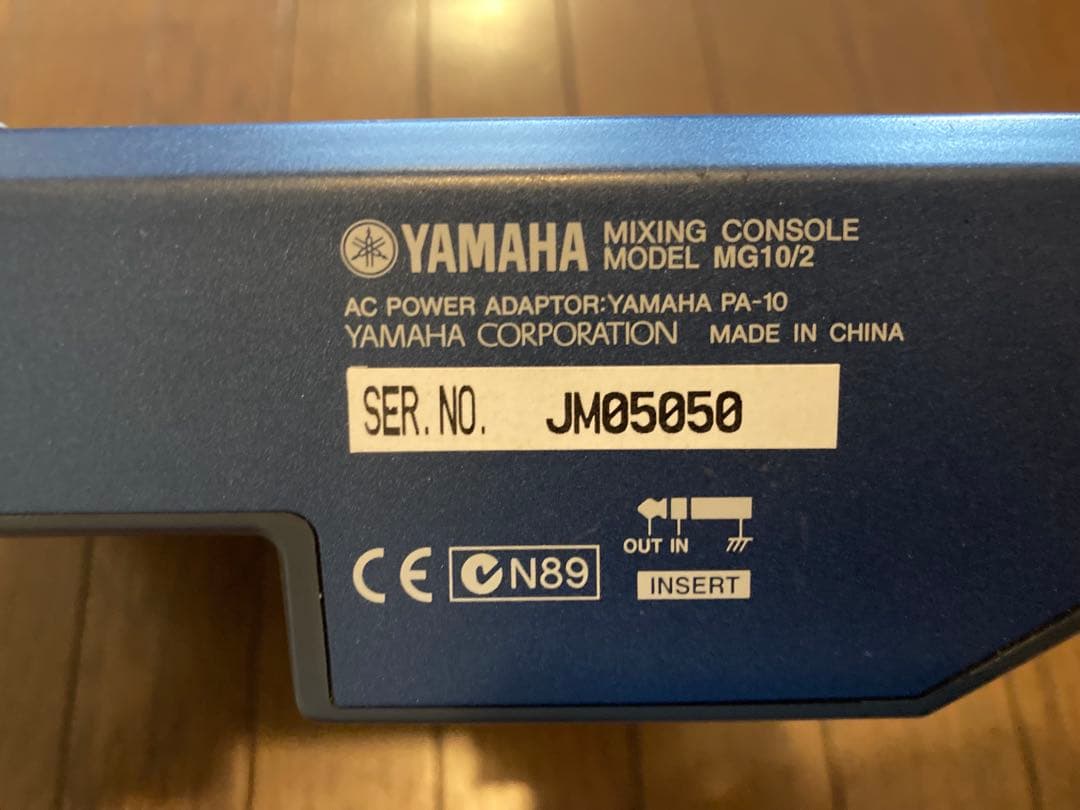 YAMAHA MIXING CONSOLE
MODEL MG10/2
AC POWER ADAPTOR:YAMAHA PA-10
YAMAHA CORPORATION MADE IN CHINA
SER.NO. JM05050
OUT IN
CE N89
INSERT